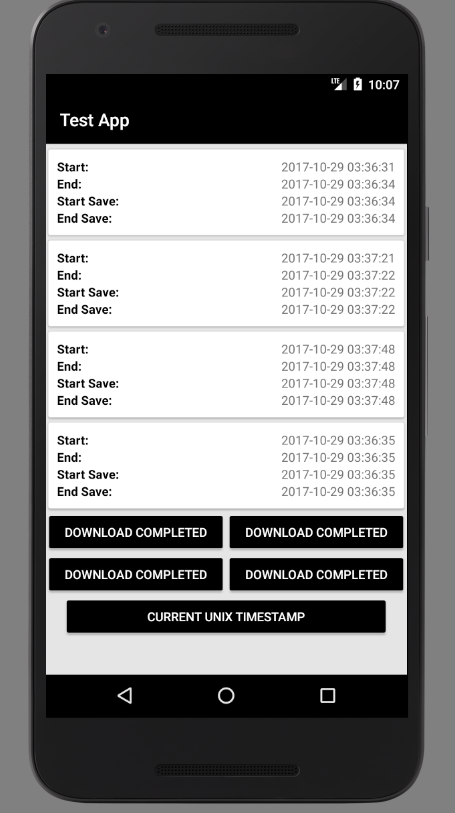 LTE 10:07
Test App
Start: 2017-10-29 03:36:31
End: 2017-10-29 03:36:34
Start Save: 2017-10-29 03:36:34
End Save: 2017-10-29 03:36:34
Start: 2017-10-29 03:37:21
End: 2017-10-29 03:37:22
Start Save: 2017-10-29 03:37:22
End Save: 2017-10-29 03:37:22
Start: 2017-10-29 03:37:48
End: 2017-10-29 03:37:48
Start Save: 2017-10-29 03:37:48
End Save: 2017-10-29 03:37:48
Start: 2017-10-29 03:36:35
End: 2017-10-29 03:36:35
Start Save: 2017-10-29 03:36:35
End Save: 2017-10-29 03:36:35
DOWNLOAD COMPLETED DOWNLOAD COMPLETED
DOWNLOAD COMPLETED DOWNLOAD COMPLETED
CURRENT UNIX TIMESTAMP